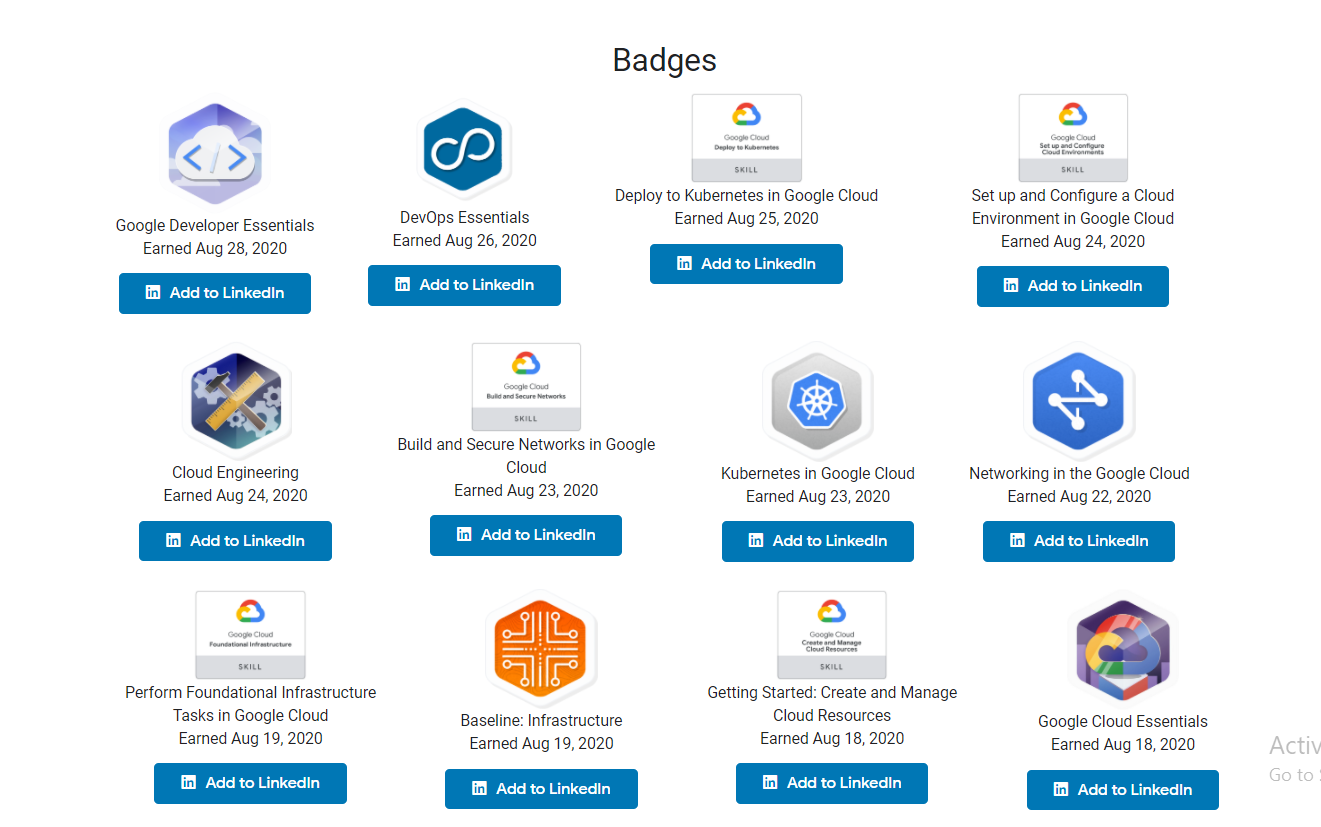 Badges
Google Developer Essentials
Earned Aug 28, 2020
Add to LinkedIn
DevOps Essentials
Earned Aug 26, 2020
Add to LinkedIn
Google Cloud
Deploy to Kubernetes
SKILL
Deploy to Kubernetes in Google Cloud
Earned Aug 25, 2020
Add to LinkedIn
Google Cloud
Set up and Configure
Cloud Environments
SKILL
Set up and Configure a Cloud
Environment in Google Cloud
Earned Aug 24, 2020
Add to LinkedIn
Cloud Engineering
Earned Aug 24, 2020
Add to LinkedIn
Google Cloud
Build and Secure Networks
SKILL
Build and Secure Networks in Google
Cloud
Earned Aug 23, 2020
Add to LinkedIn
Kubernetes in Google Cloud
Earned Aug 23, 2020
Add to LinkedIn
Networking in the Google Cloud
Earned Aug 22, 2020
Add to LinkedIn
Google Cloud
Foundational Infrastructure
SKILL
Perform Foundational Infrastructure
Tasks in Google Cloud
Earned Aug 19, 2020
Add to LinkedIn
Baseline: Infrastructure
Earned Aug 19, 2020
Add to LinkedIn
Google Cloud
Create and Manage
Cloud Resources
SKILL
Getting Started: Create and Manage
Cloud Resources
Earned Aug 18, 2020
Add to LinkedIn
Google Cloud Essentials
Earned Aug 18, 2020
Add to LinkedIn
Activ
Go to